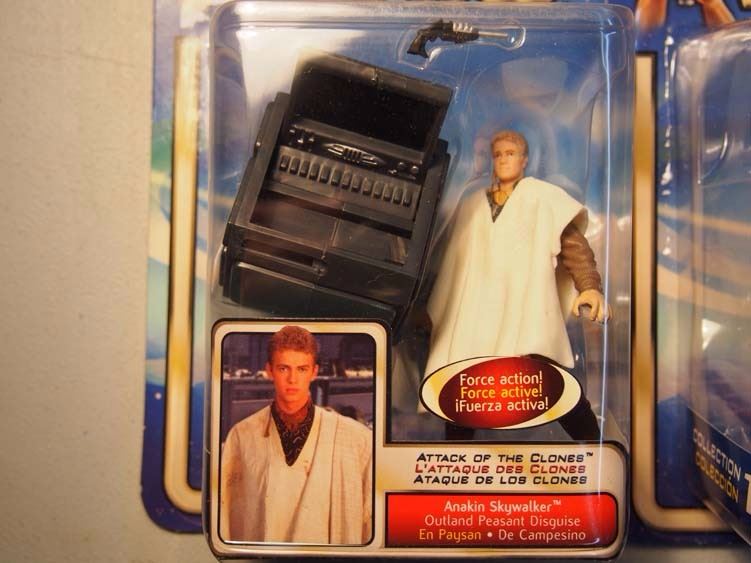 Force action!
Force active!
¡Fuerza activa!
ATTACK OF THE CLONES™
L'ATTAQUE DES CLONES
ATAQUE DE LOS CLONES
Anakin Skywalker™
Outland Peasant Disguise
En Paysan • De Campesino
COLLECTION
COLECCIÓN
1